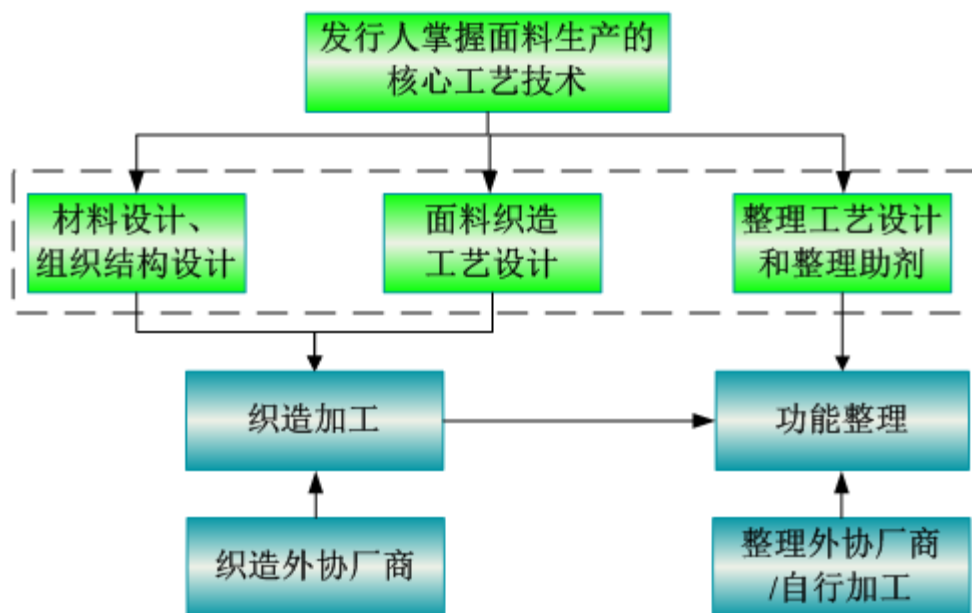 发行人掌握面料生产的
核心工艺技术
材料设计、
组织结构设计
面料织造
工艺设计
整理工艺设计
和整理助剂
织造加工
功能整理
织造外协厂商
整理外协厂商
/自行加工